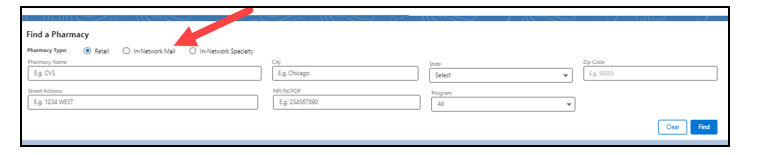 Find a Pharmacy
Pharmacy Type: Retail In-Network Mail In-Network Specialty
Pharmacy Name City State Zip Code
E.g. CVS E.g. Chicago Select E.g. 55555
Street Address NPI/NCPDP Program
E.g. 1234 WEST E.g. 234567890 All
Clear Find